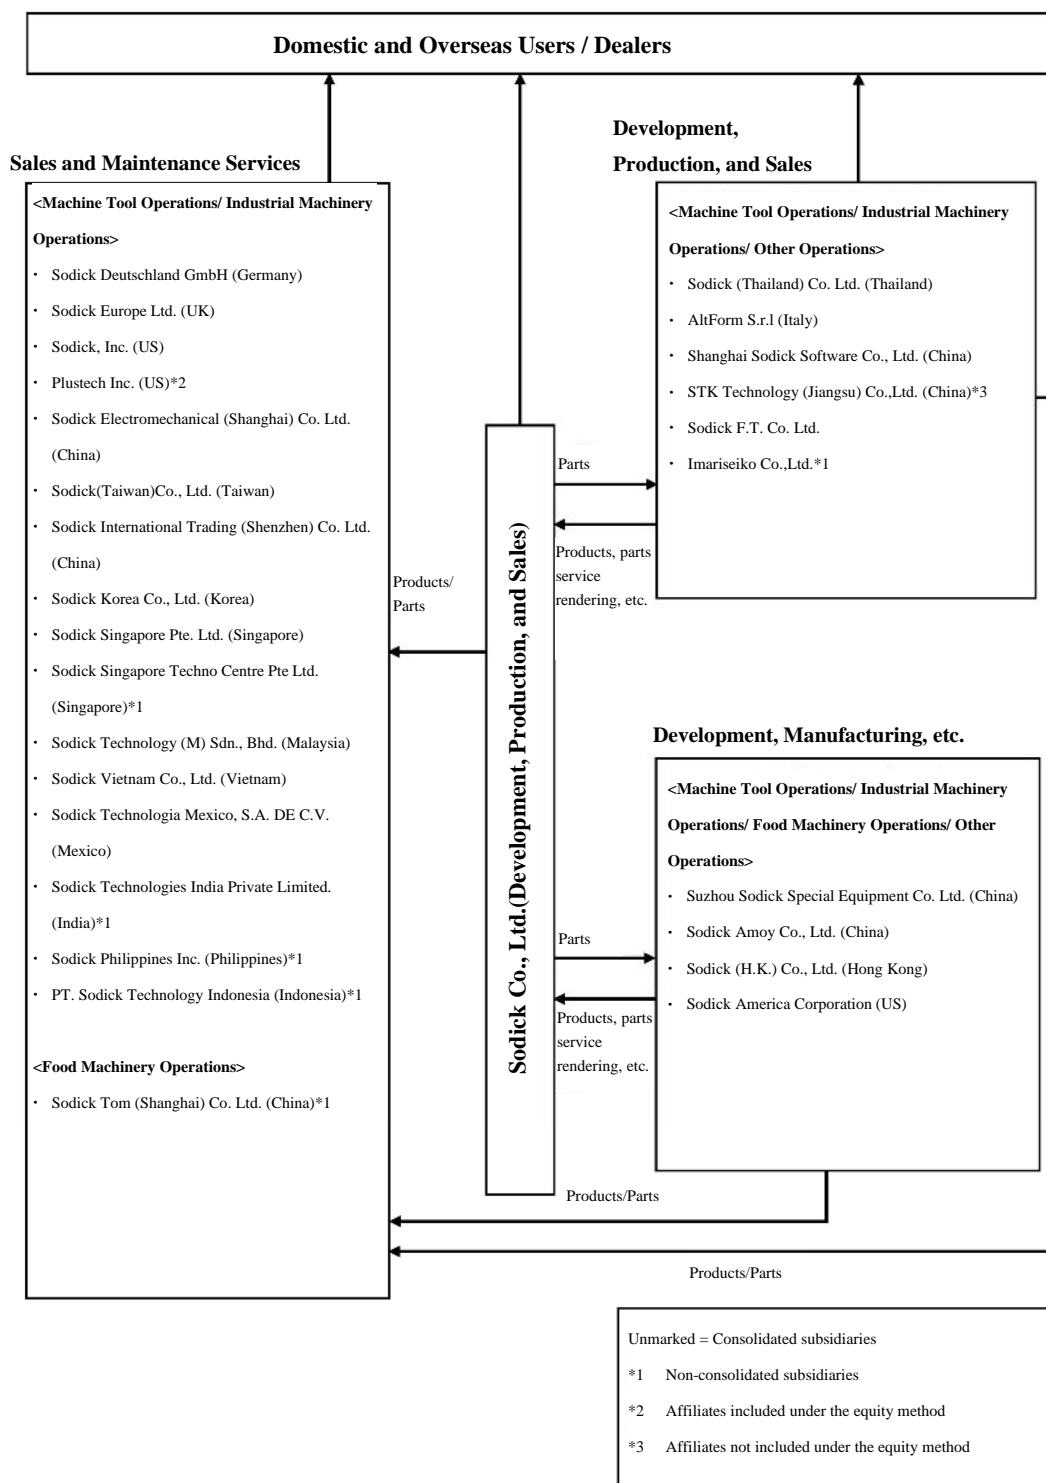 Domestic and Overseas Users / Dealers
Sales and Maintenance Services
<Machine Tool Operations/ Industrial Machinery
Operations>
・ Sodick Deutschland GmbH (Germany)
・ Sodick Europe Ltd. (UK)
・ Sodick, Inc. (US)
・ Plustech Inc. (US)*2
・ Sodick Electromechanical (Shanghai) Co. Ltd.
(China)
・ Sodick(Taiwan)Co., Ltd. (Taiwan)
・ Sodick International Trading (Shenzhen) Co. Ltd.
(China)
・ Sodick Korea Co., Ltd. (Korea)
・ Sodick Singapore Pte. Ltd. (Singapore)
・ Sodick Singapore Techno Centre Pte Ltd.
(Singapore)*1
・ Sodick Technology (M) Sdn., Bhd. (Malaysia)
・ Sodick Vietnam Co., Ltd. (Vietnam)
・ Sodick Technologia Mexico, S.A. DE C.V.
(Mexico)
・ Sodick Technologies India Private Limited.
(India)*1
・ Sodick Philippines Inc. (Philippines)*1
・ PT. Sodick Technology Indonesia (Indonesia)*1
<Food Machinery Operations>
・ Sodick Tom (Shanghai) Co. Ltd. (China)*1
Products/
Parts
Sodick Co., Ltd.(Development, Production, and Sales)
Development,
Production, and Sales
<Machine Tool Operations/ Industrial Machinery
Operations/ Other Operations>
・ Sodick (Thailand) Co. Ltd. (Thailand)
・ AltForm S.r.l (Italy)
・ Shanghai Sodick Software Co., Ltd. (China)
・ STK Technology (Jiangsu) Co.,Ltd. (China)*3
・ Sodick F.T. Co. Ltd.
・ Imariseiko Co.,Ltd.*1
Parts
Products, parts
service
rendering, etc.
Development, Manufacturing, etc.
<Machine Tool Operations/ Industrial Machinery
Operations/ Food Machinery Operations/ Other
Operations>
・ Suzhou Sodick Special Equipment Co. Ltd. (China)
・ Sodick Amoy Co., Ltd. (China)
・ Sodick (H.K.) Co., Ltd. (Hong Kong)
・ Sodick America Corporation (US)
Parts
Products, parts
service
rendering, etc.
Products/Parts
Products/Parts
Unmarked = Consolidated subsidiaries
*1 Non-consolidated subsidiaries
*2 Affiliates included under the equity method
*3 Affiliates not included under the equity method